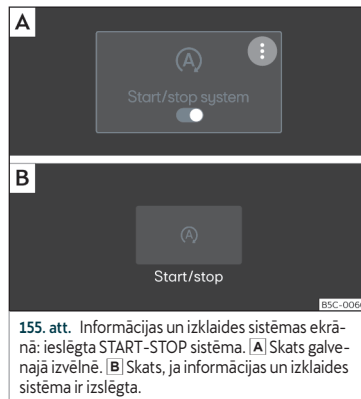 A
Start/stop system
B
Start/stop
B5C-0060
155. att. Informācijas un izklaides sistēmas ekrā-
nā: ieslēgta START-STOP sistēma. A Skats galve-
najā izvēlnē. B Skats, ja informācijas un izklaides
sistēma ir izslēgta.